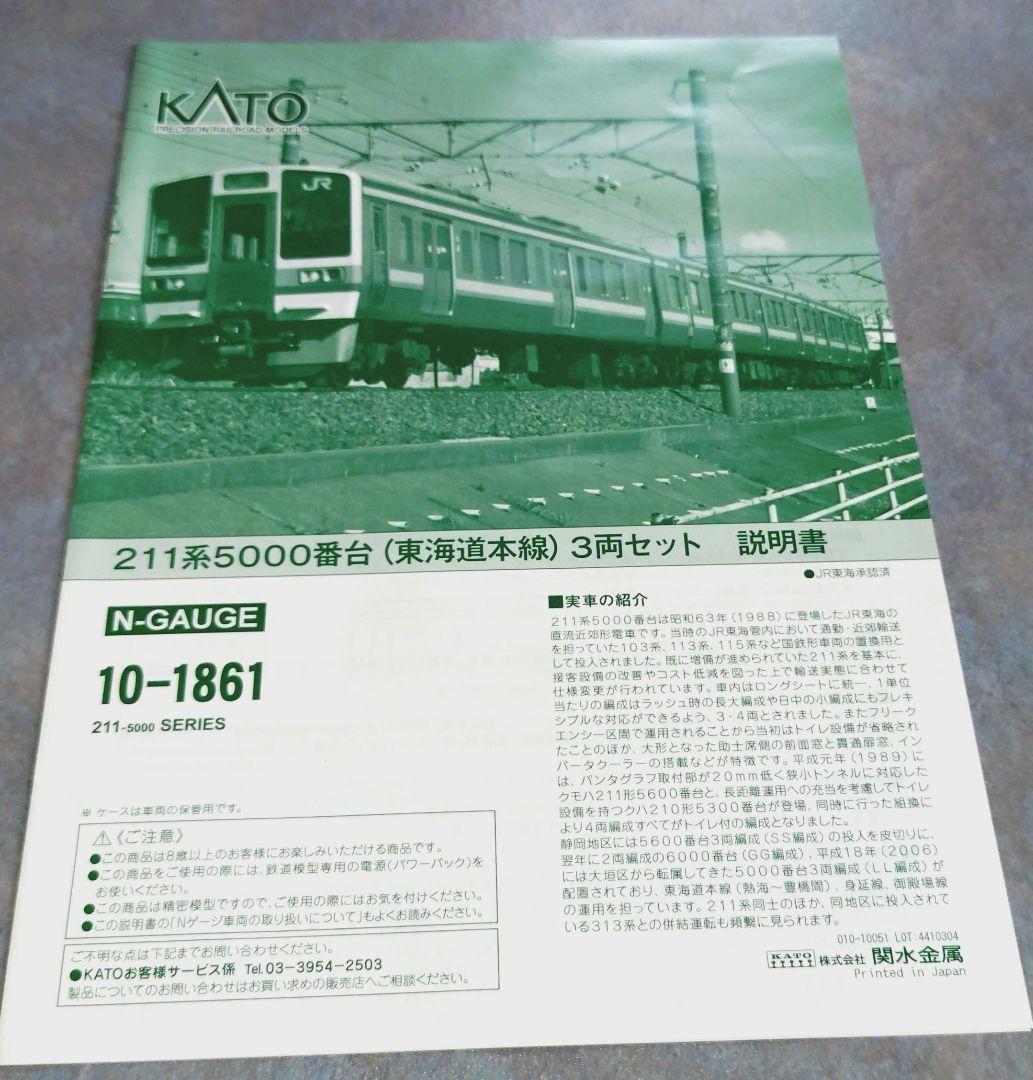 KATO
PRECISION RAILROAD MODELS
JR
211系5000番台（東海道本線）3両セット 説明書
●JR東海承認済
N-GAUGE
10-1861
211-5000 SERIES
■実車の紹介
211系5000番台は昭和63年(1988)に登場したJR東海の
直流近郊形電車です。当時のJR東海管内において通勤・近郊輸送
を担っていた103系、113系、115系など国鉄形車両の置換用と
して投入されました。既に増備が進められていた211系を基本に、
接客設備の改善やコスト低減を図った上で輸送実態に合わせて
仕様変更が行われています。車内はロングシートに統一、1単位
当たりの編成はラッシュ時の長大編成や日中の小編成にもフレキ
シブルな対応ができるよう、3・4両とされました。またフリーク
エンシー区間で運用されることから当初はトイレ設備が省略され
たことのほか、大形となった助士席側の前面窓と貫通扉窓、イン
バータクーラーの搭載などが特徴です。平成元年(1989)に
は、パンタグラフ取付部が20mm低く狭小トンネルに対応した
クモハ211形5600番台と、長距離運用への充当を考慮してトイレ
設備を持つクハ210形5300番台が登場、同時に行った組換に
より4両編成すべてがトイレ付の編成となりました。
静岡地区には5600番台3両編成(SS編成)の投入を皮切りに、
翌年に2両編成の6000番台(GG編成)、平成18年(2006)
には大垣区から転属してきた5000番台3両編成(LL編成)が
配置されており、東海道本線(熱海～豊橋間)、身延線、御殿場線
の運用を担っています。211系同士のほか、同地区に投入されて
いる313系との併結運転も頻繁に見られます。
※ ケースは車両の保管用です。
⚠《ご注意》
●この商品は8歳以上のお客様にお楽しみいただける商品です。
●この商品をご使用の際には、鉄道模型専用の電源(パワーパック)を
お使いください。
●この商品は精密模型ですので、ご使用の際にはお気を付けください。
●この説明書の「Nゲージ車両の取り扱いについて」もよくお読みください。
ご不明な点は下記までお問い合わせください。
●KATOお客様サービス係 Tel.03-3954-2503
製品についてのお問い合わせはお買い求めの販売店へご相談ください。
010-10051 LOT:4410304
KATO 株式会社 関水金属
Printed in Japan